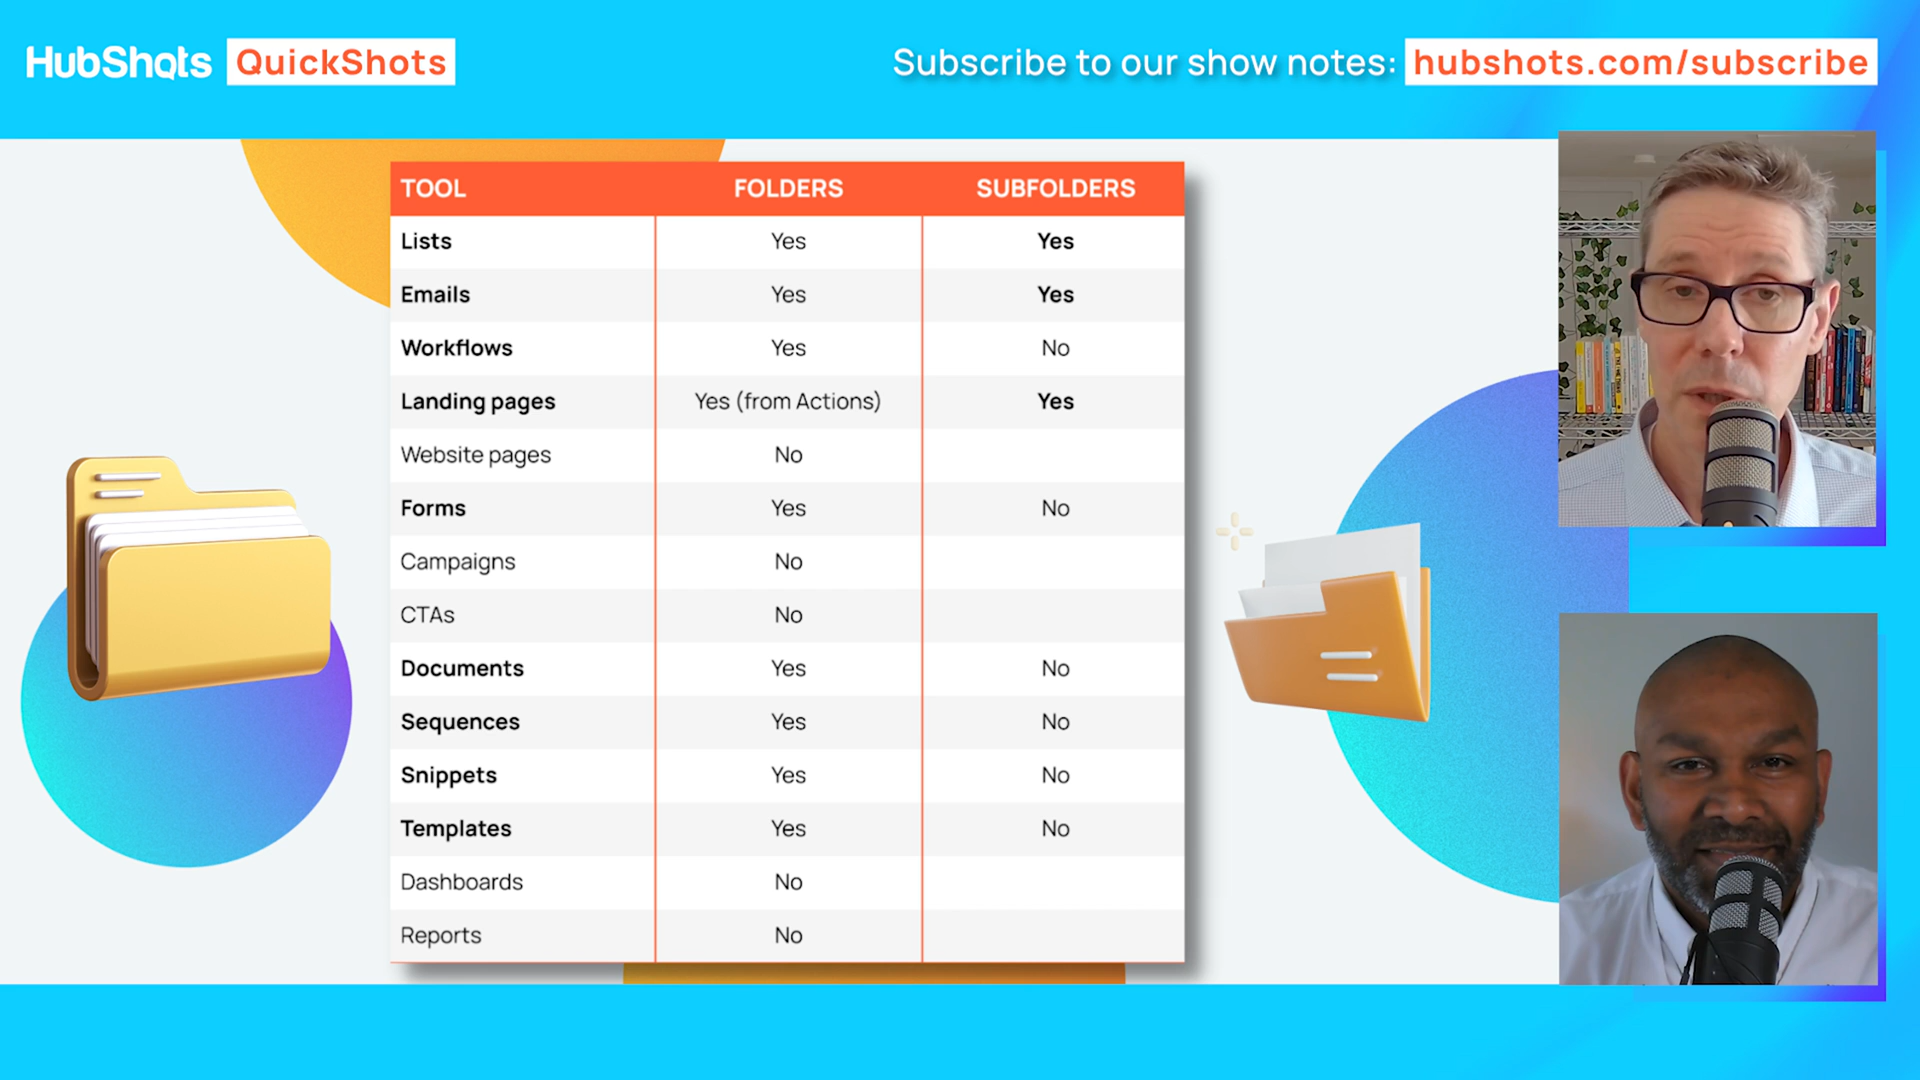 HubShots QuickShots
Subscribe to our show notes: hubshots.com/subscribe
TOOL FOLDERS SUBFOLDERS
Lists Yes Yes
Emails Yes Yes
Workflows Yes No
Landing pages Yes (from Actions) Yes
Website pages No
Forms Yes No
Campaigns No
CTAs No
Documents Yes No
Sequences Yes No
Snippets Yes No
Templates Yes No
Dashboards No
Reports No